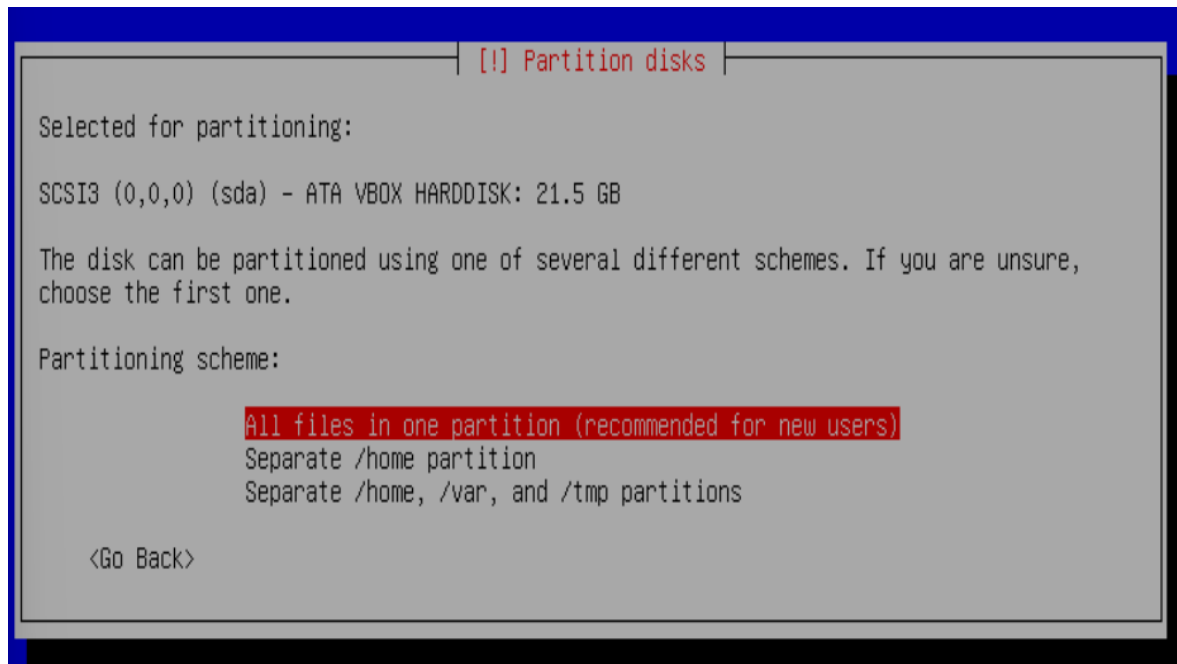 [!] Partition disks
Selected for partitioning:
SCSI3 (0,0,0) (sda) - ATA VBOX HARDDISK: 21.5 GB
The disk can be partitioned using one of several different schemes. If you are unsure,
choose the first one.
Partitioning scheme:
All files in one partition (recommended for new users)
Separate /home partition
Separate /home, /var, and /tmp partitions
<Go Back>